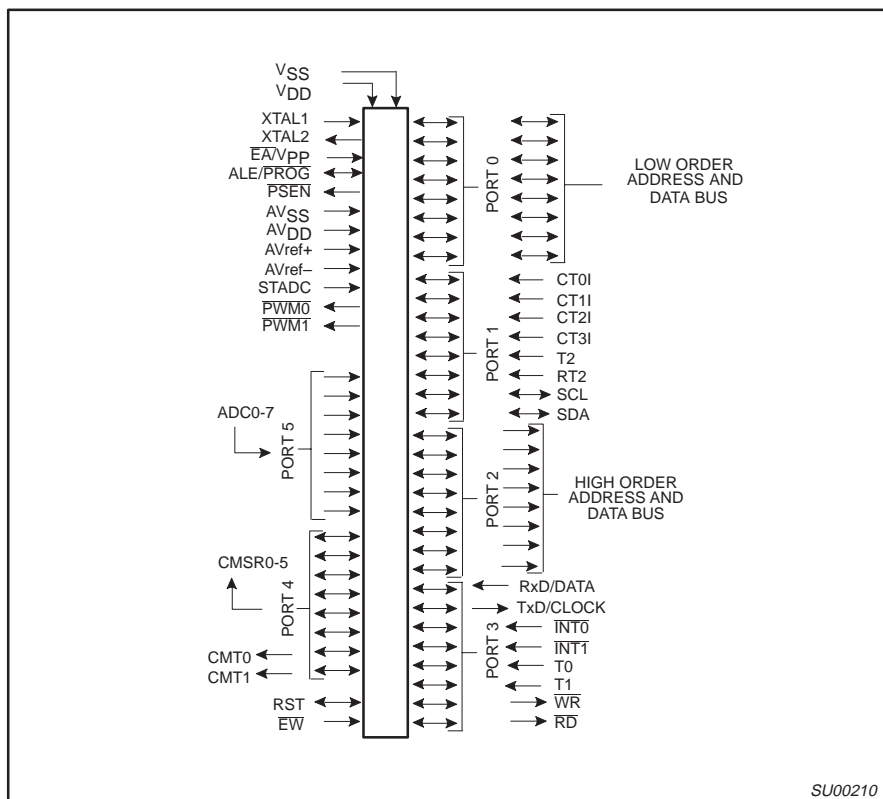 VSS
VDD
XTAL1
XTAL2
EA/VPP
ALE/PROG
PSEN
AVSS
AVDD
AVref+
AVref–
STADC
PWM0
PWM1
ADC0-7
PORT 5
CMSR0-5
PORT 4
CMT0
CMT1
RST
EW
PORT 0
LOW ORDER
ADDRESS AND
DATA BUS
PORT 1
CT0I
CT1I
CT2I
CT3I
T2
RT2
SCL
SDA
PORT 2
HIGH ORDER
ADDRESS AND
DATA BUS
PORT 3
RxD/DATA
TxD/CLOCK
INT0
INT1
T0
T1
WR
RD
SU00210